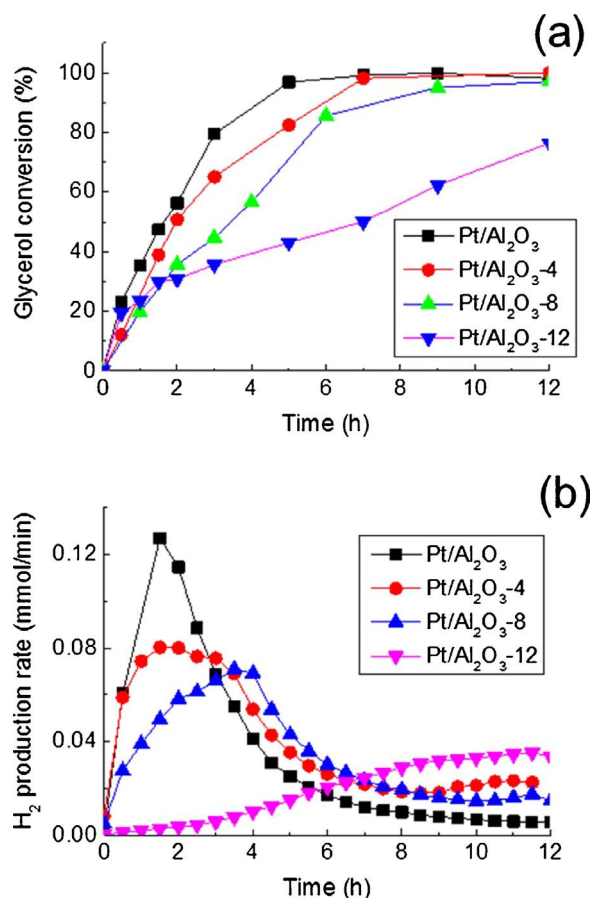 (a)
Glycerol conversion (%)
100
80
60
40
20
0
Pt/Al₂O₃
Pt/Al₂O₃-4
Pt/Al₂O₃-8
Pt/Al₂O₃-12
0 2 4 6 8 10 12
Time (h)
(b)
H₂ production rate (mmol/min)
0.12
0.08
0.04
0.00
Pt/Al₂O₃
Pt/Al₂O₃-4
Pt/Al₂O₃-8
Pt/Al₂O₃-12
0 2 4 6 8 10 12
Time (h)